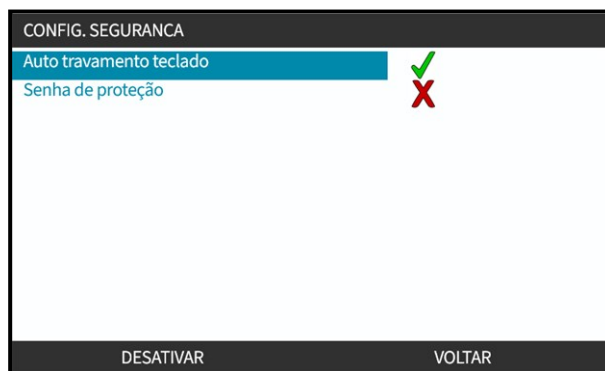 CONFIG. SEGURANCA
Auto travamento teclado
Senha de proteção
DESATIVAR VOLTAR